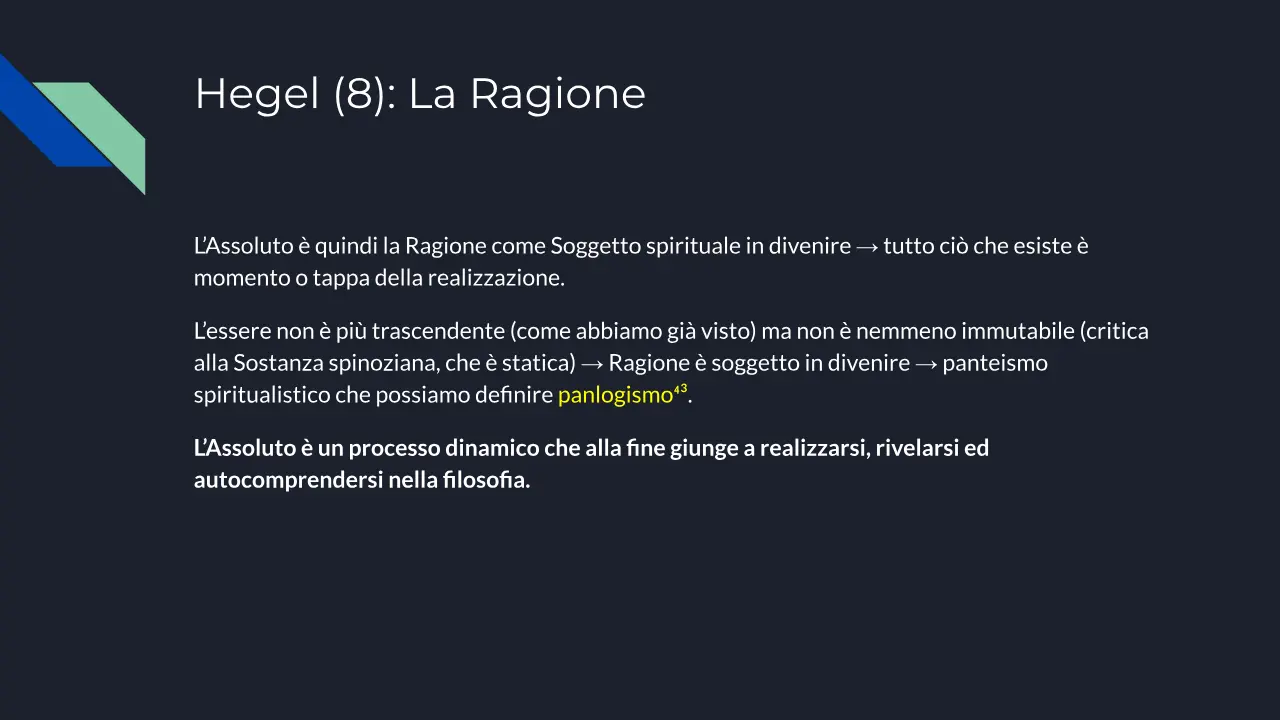 Hegel (8): La Ragione
L’Assoluto è quindi la Ragione come Soggetto spirituale in divenire → tutto ciò che esiste è
momento o tappa della realizzazione.
L’essere non è più trascendente (come abbiamo già visto) ma non è nemmeno immutabile (critica
alla Sostanza spinoziana, che è statica) → Ragione è soggetto in divenire → panteismo
spiritualistico che possiamo definire panlogismo⁴³.
L’Assoluto è un processo dinamico che alla fine giunge a realizzarsi, rivelarsi ed
autocomprendersi nella filosofia.